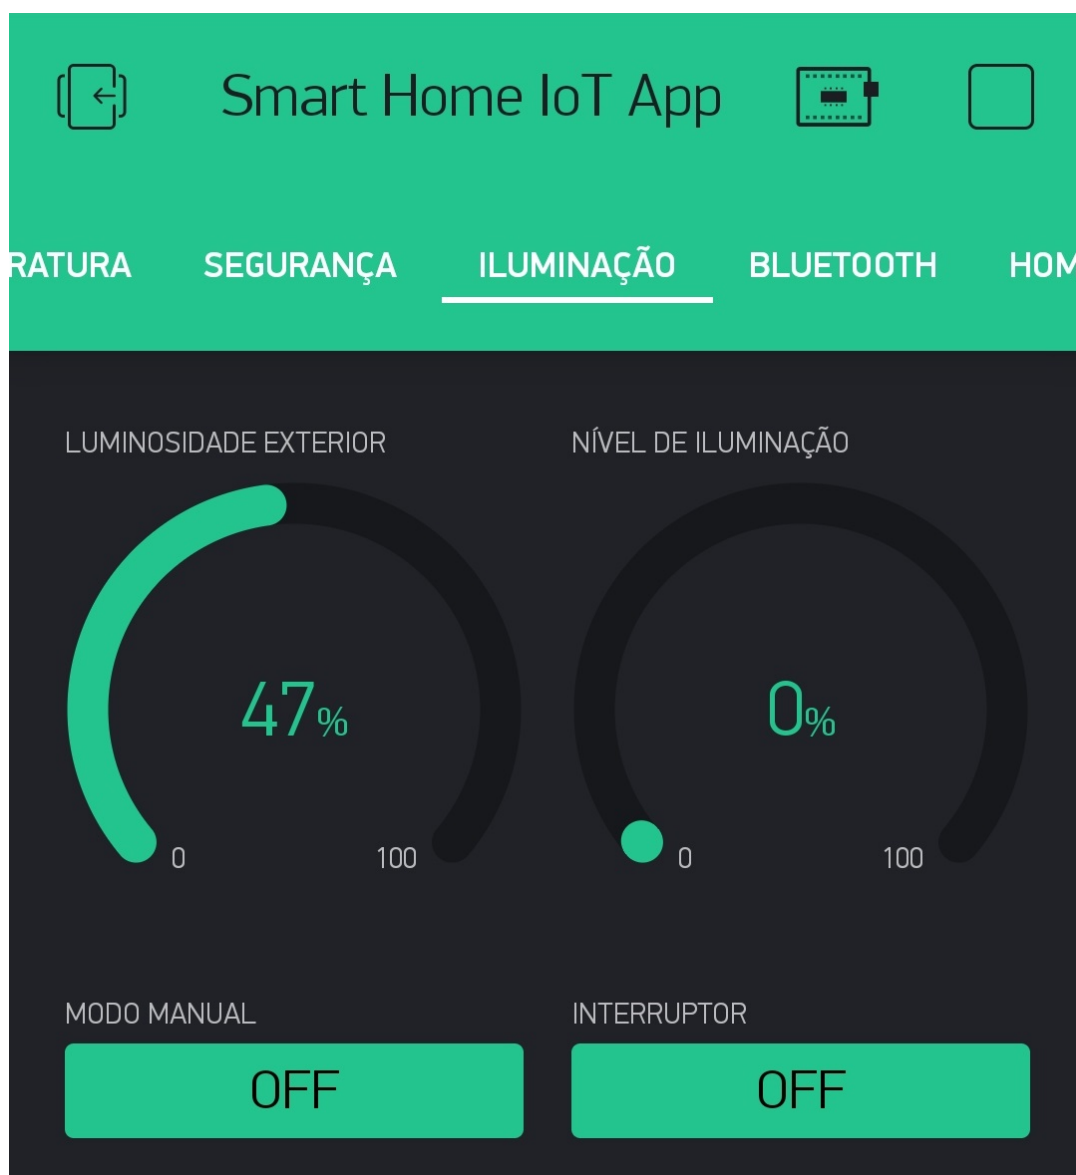 Smart Home IoT App
RATURA SEGURANÇA ILUMINAÇÃO BLUETOOTH HOM
LUMINOSIDADE EXTERIOR NÍVEL DE ILUMINAÇÃO
47% 0%
0 100 0 100
MODO MANUAL INTERRUPTOR
OFF OFF